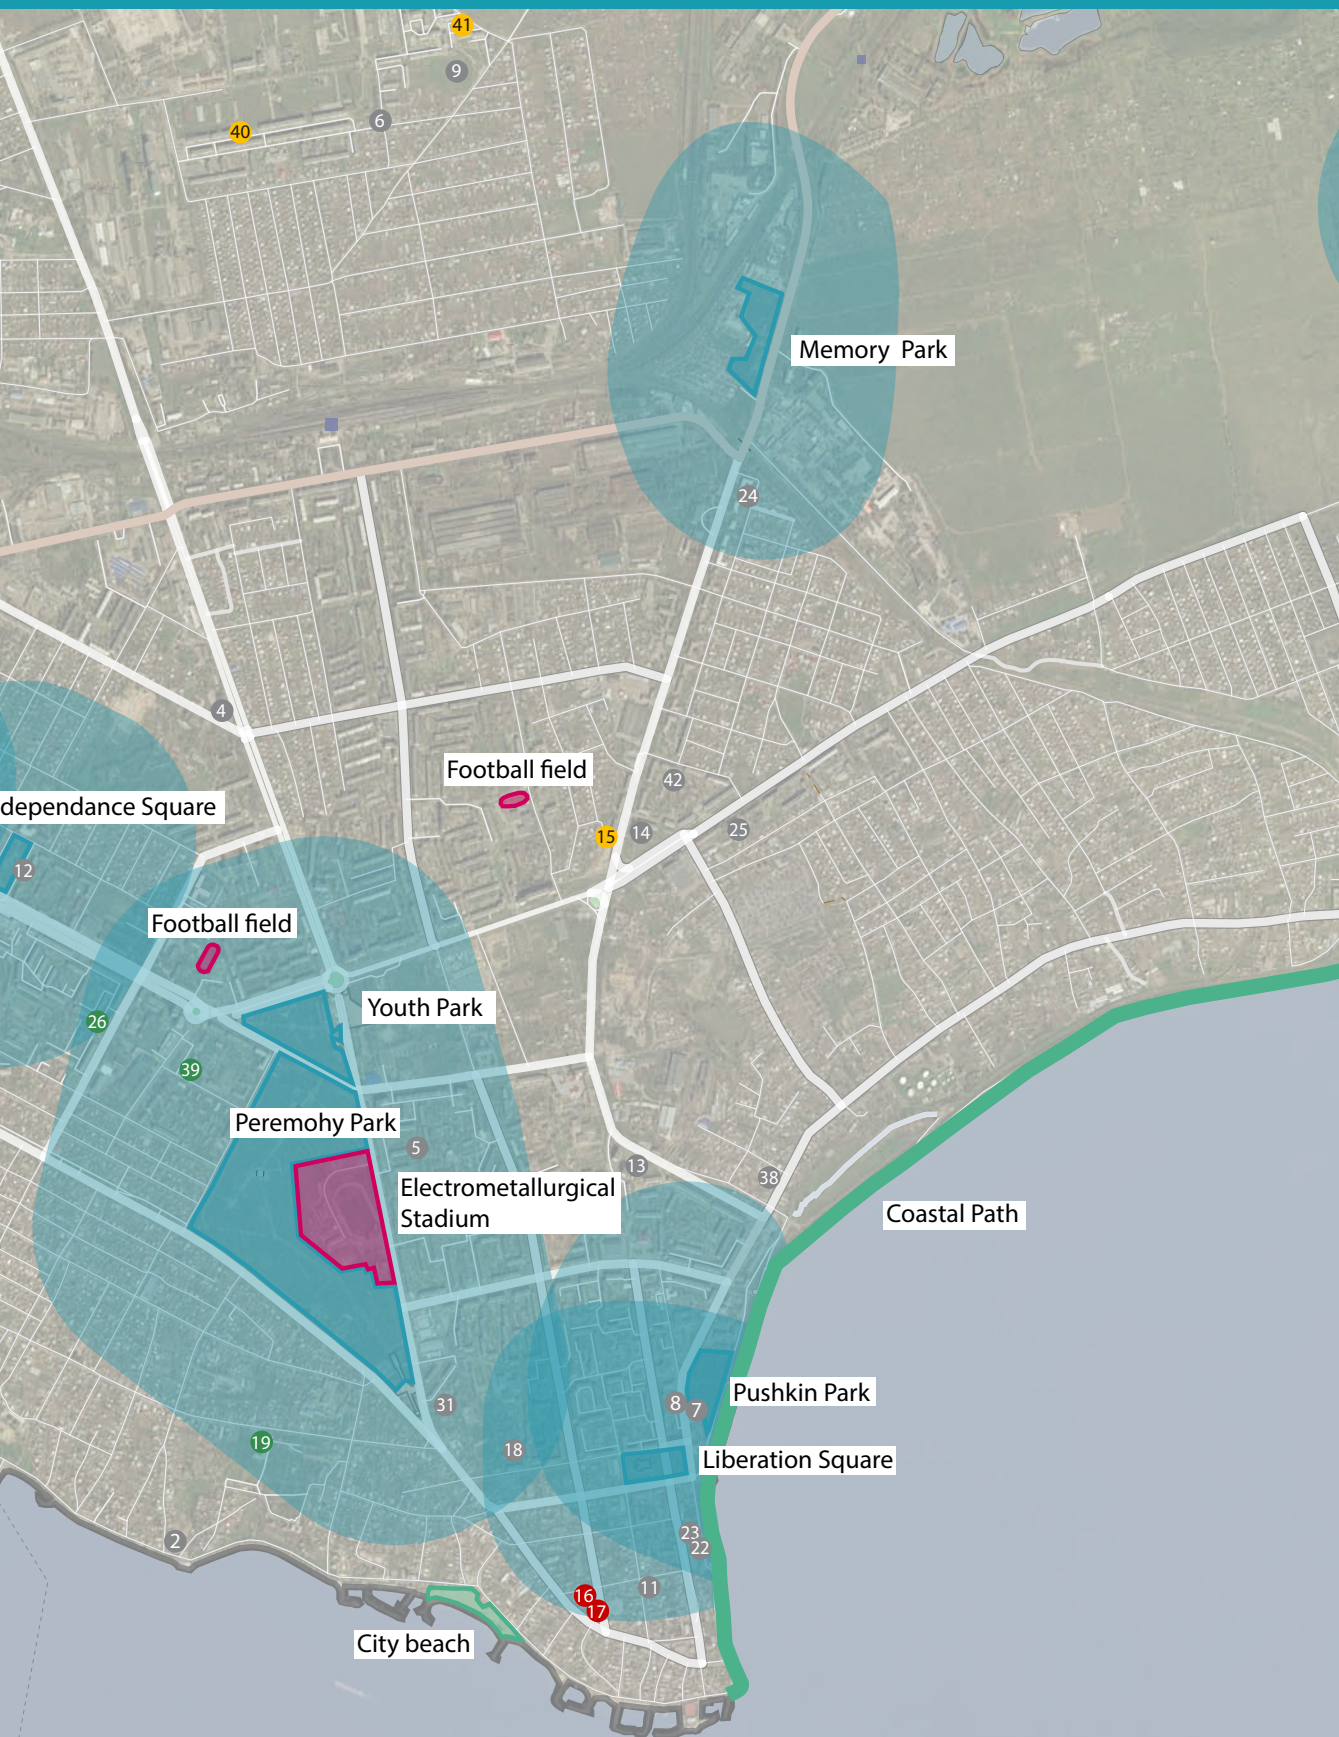 41
9
6
40
Memory Park
24
4
Football field
42
dependance Square
15
14
25
12
Football field
Youth Park
26
39
Peremohy Park
5
13
38
Electrometallurgical
Stadium
Coastal Path
Pushkin Park
8
7
31
19
18
Liberation Square
23
22
2
11
16
17
City beach